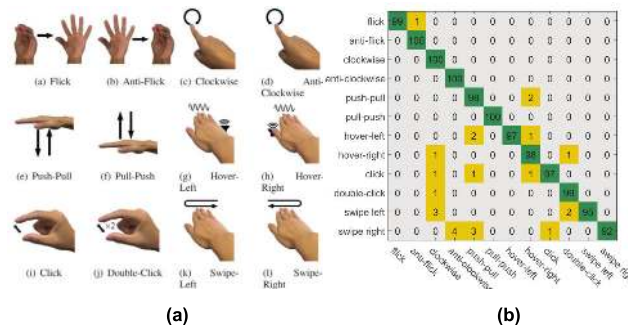 (a) Flick (b) Anti-Flick (c) Clockwise (d) Anti-
Clockwise
(e) Push-Pull (f) Pull-Push (g) Hover- (h) Hover-
Left Right
×2
(i) Click (j) Double-Click (k) Swipe- (l) Swipe-
Left Right
(a)
flick 99 1 0 0 0 0 0 0 0 0 0 0
anti-flick 0 100 0 0 0 0 0 0 0 0 0 0
clockwise 0 0 100 0 0 0 0 0 0 0 0 0
anti-clockwise 0 0 0 100 0 0 0 0 0 0 0 0
push-pull 0 0 0 0 98 0 0 2 0 0 0 0
pull-push 0 0 0 0 0 100 0 0 0 0 0 0
hover-left 0 0 0 0 2 0 97 1 0 0 0 0
hover-right 0 0 1 0 0 0 0 98 0 1 0 0
click 0 0 1 0 1 0 0 1 97 0 0 0
double-click 0 0 1 0 0 0 0 0 0 99 0 0
swipe left 0 0 3 0 0 0 0 0 0 2 95 0
swipe right 0 0 0 4 3 0 0 0 1 0 0 92
flick anti-flick clockwise anti-clockwise push-pull pull-push hover-left hover-right click double-click swipe left swipe rig
(b)